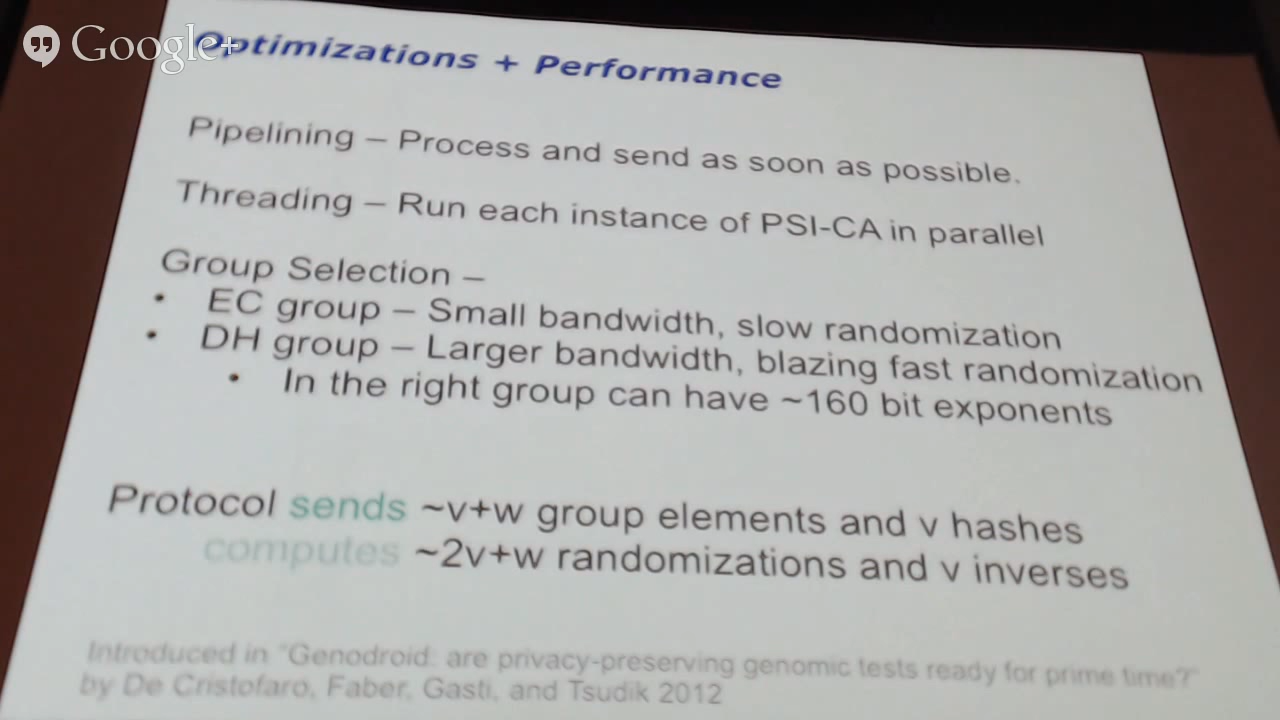 Google+
Optimizations + Performance
Pipelining – Process and send as soon as possible.
Threading – Run each instance of PSI-CA in parallel
Group Selection –
• EC group – Small bandwidth, slow randomization
• DH group – Larger bandwidth, blazing fast randomization
• In the right group can have ~160 bit exponents
Protocol sends ~v+w group elements and v hashes
computes ~2v+w randomizations and v inverses
Introduced in "Genodroid: are privacy-preserving genomic tests ready for prime time?"
by De Cristofaro, Faber, Gasti, and Tsudik 2012